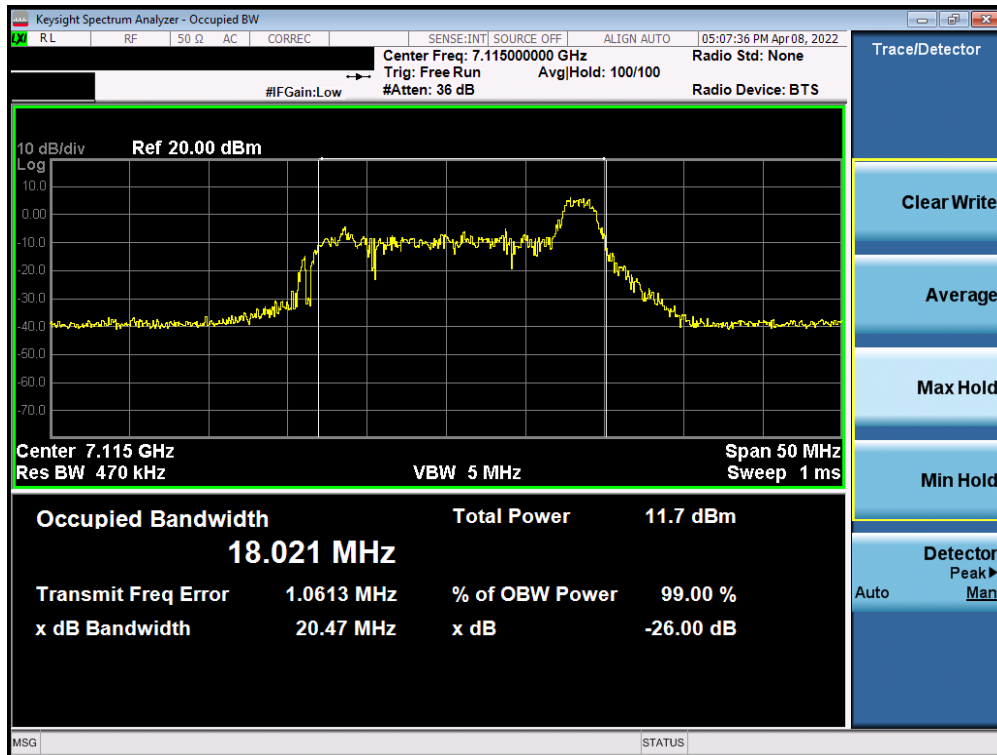 Keysight Spectrum Analyzer - Occupied BW
LXI RL RF 50 Ω AC CORREC SENSE:INT SOURCE OFF ALIGN AUTO 05:07:36 PM Apr 08, 2022
Center Freq: 7.115000000 GHz Radio Std: None
Trig: Free Run Avg|Hold: 100/100
#IFGain:Low #Atten: 36 dB Radio Device: BTS
Trace/Detector
10 dB/div Ref 20.00 dBm
Log
10.0
0.00
-10.0
-20.0
-30.0
-40.0
-50.0
-60.0
-70.0
Center 7.115 GHz Span 50 MHz
Res BW 470 kHz VBW 5 MHz Sweep 1 ms
Occupied Bandwidth Total Power 11.7 dBm
18.021 MHz
Transmit Freq Error 1.0613 MHz % of OBW Power 99.00 %
x dB Bandwidth 20.47 MHz x dB -26.00 dB
Clear Write
Average
Max Hold
Min Hold
Detector
Peak▶
Auto Man
MSG STATUS